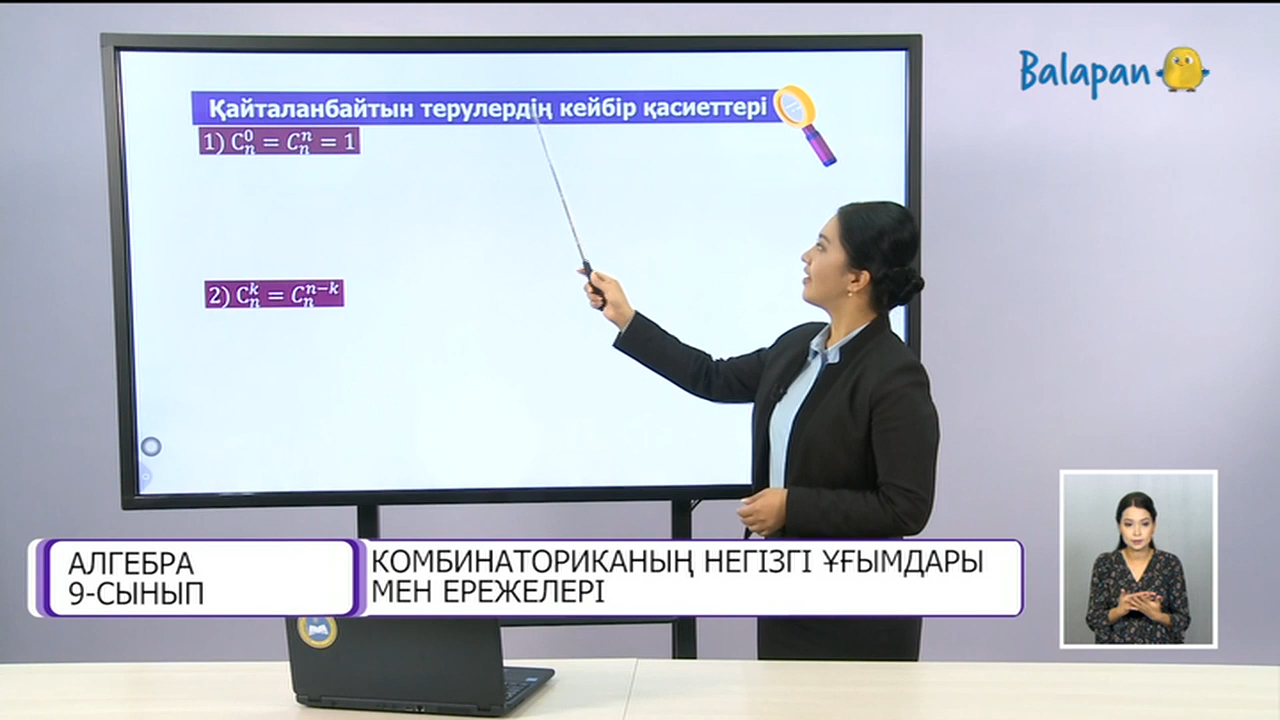 Balapan
Қайталанбайтын терулердің кейбір қасиеттері
1) C_n^0 = C_n^n = 1
2) C_n^k = C_n^{n-k}
АЛГЕБРА
9-СЫНЫП
КОМБИНАТОРИКАНЫҢ НЕГІЗГІ ҰҒЫМДАРЫ
МЕН ЕРЕЖЕЛЕРІ